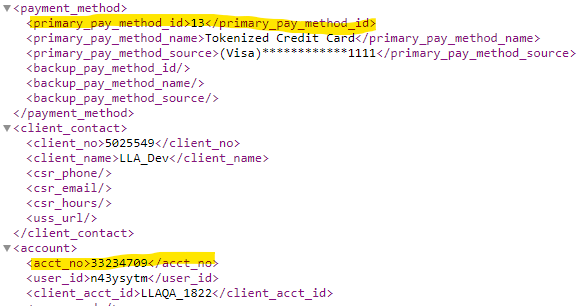 <payment_method>
<primary_pay_method_id>13</primary_pay_method_id>
<primary_pay_method_name>Tokenized Credit Card</primary_pay_method_name>
<primary_pay_method_source>(Visa)************1111</primary_pay_method_source>
<backup_pay_method_id/>
<backup_pay_method_name/>
<backup_pay_method_source/>
</payment_method>
<client_contact>
<client_no>5025549</client_no>
<client_name>LLA_Dev</client_name>
<csr_phone/>
<csr_email/>
<csr_hours/>
<uss_url/>
</client_contact>
<account>
<acct_no>33234709</acct_no>
<user_id>n43ysytm</user_id>
<client_acct_id>LLAQA_1822</client_acct_id>